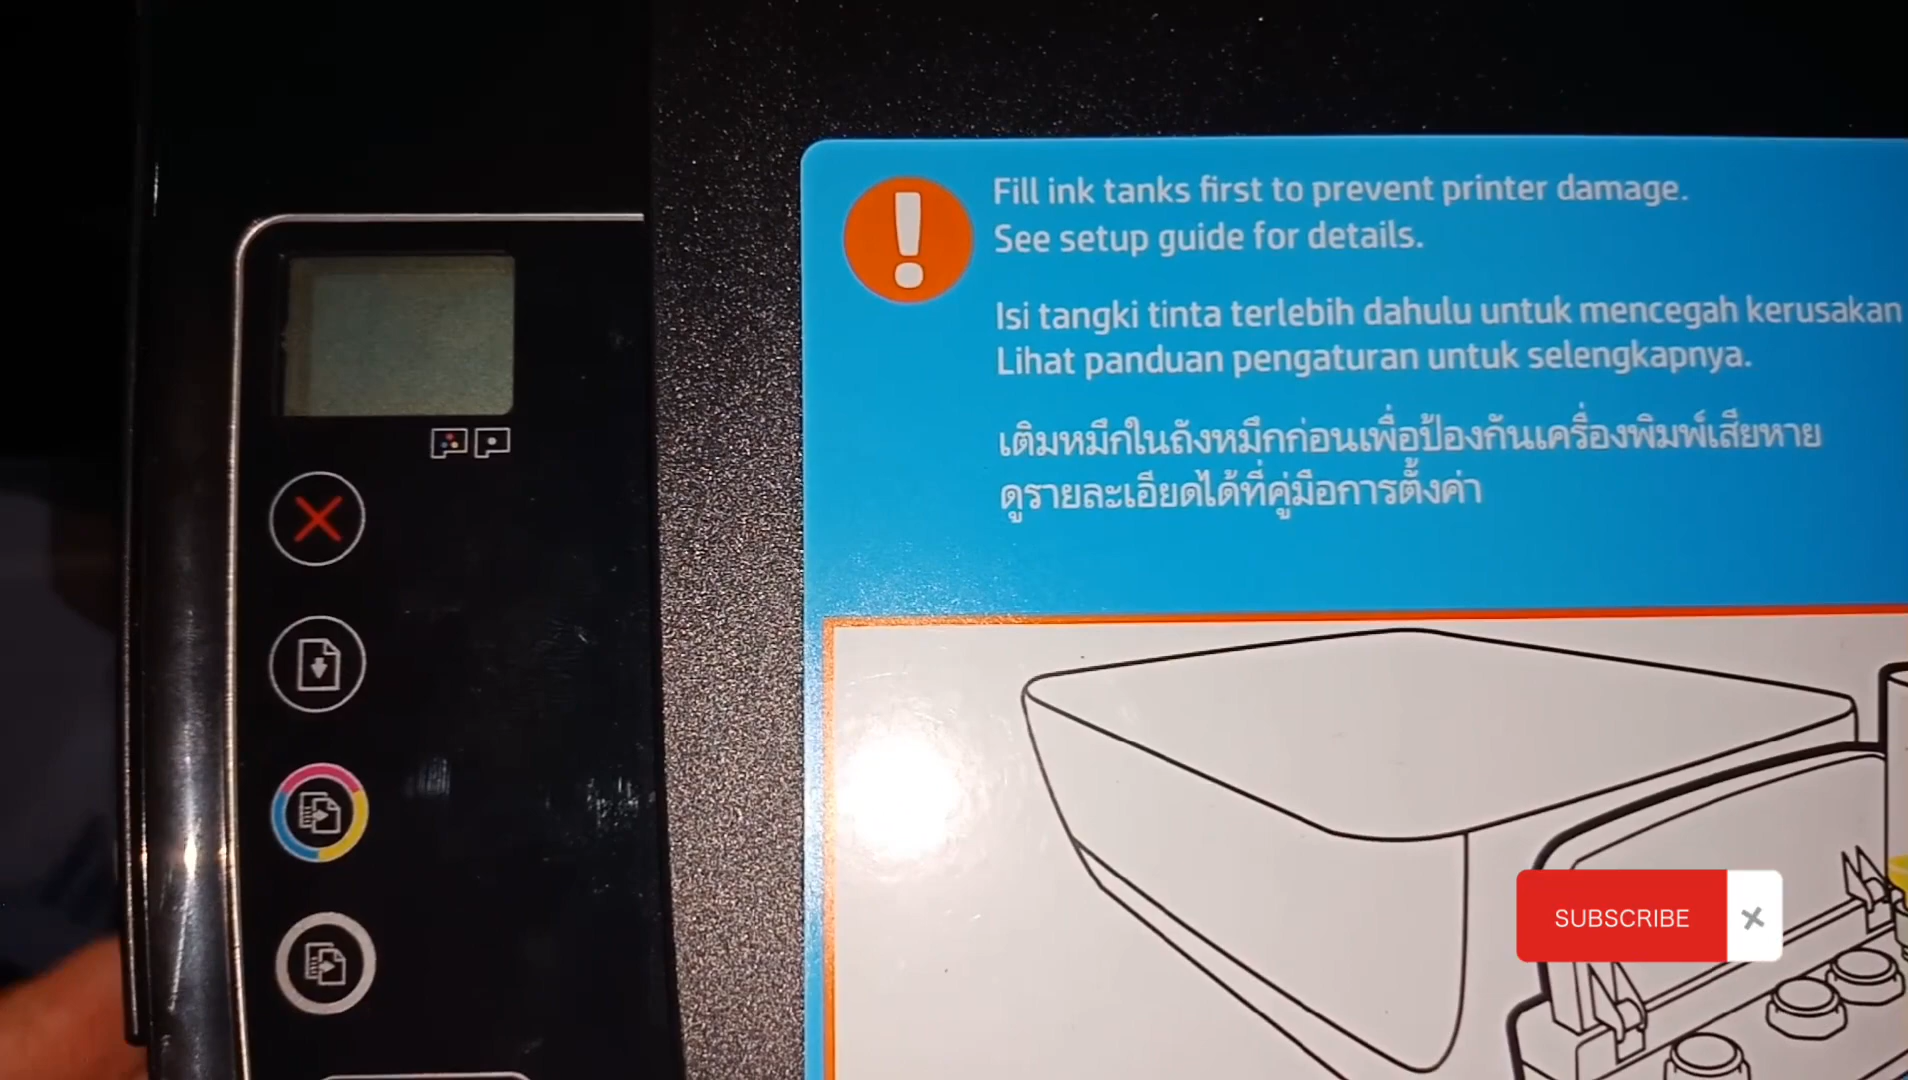 Fill ink tanks first to prevent printer damage.
See setup guide for details.
Isi tangki tinta terlebih dahulu untuk mencegah kerusakan
Lihat panduan pengaturan untuk selengkapnya.
เติมหมึกในถังหมึกก่อนเพื่อป้องกันเครื่องพิมพ์เสียหาย
ดูรายละเอียดได้ที่คู่มือการตั้งค่า
SUBSCRIBE